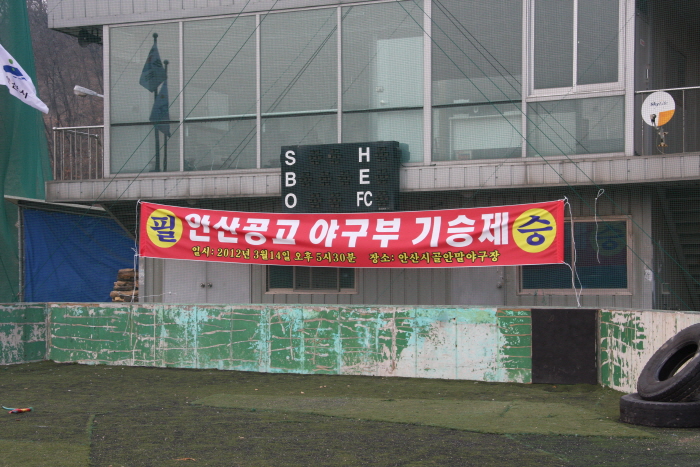 S H
B E
O FC
필 안산공고 야구부 기승제 승
일시: 2012년 3월14일 오후 5시30분 장소: 안산시골안말야구장